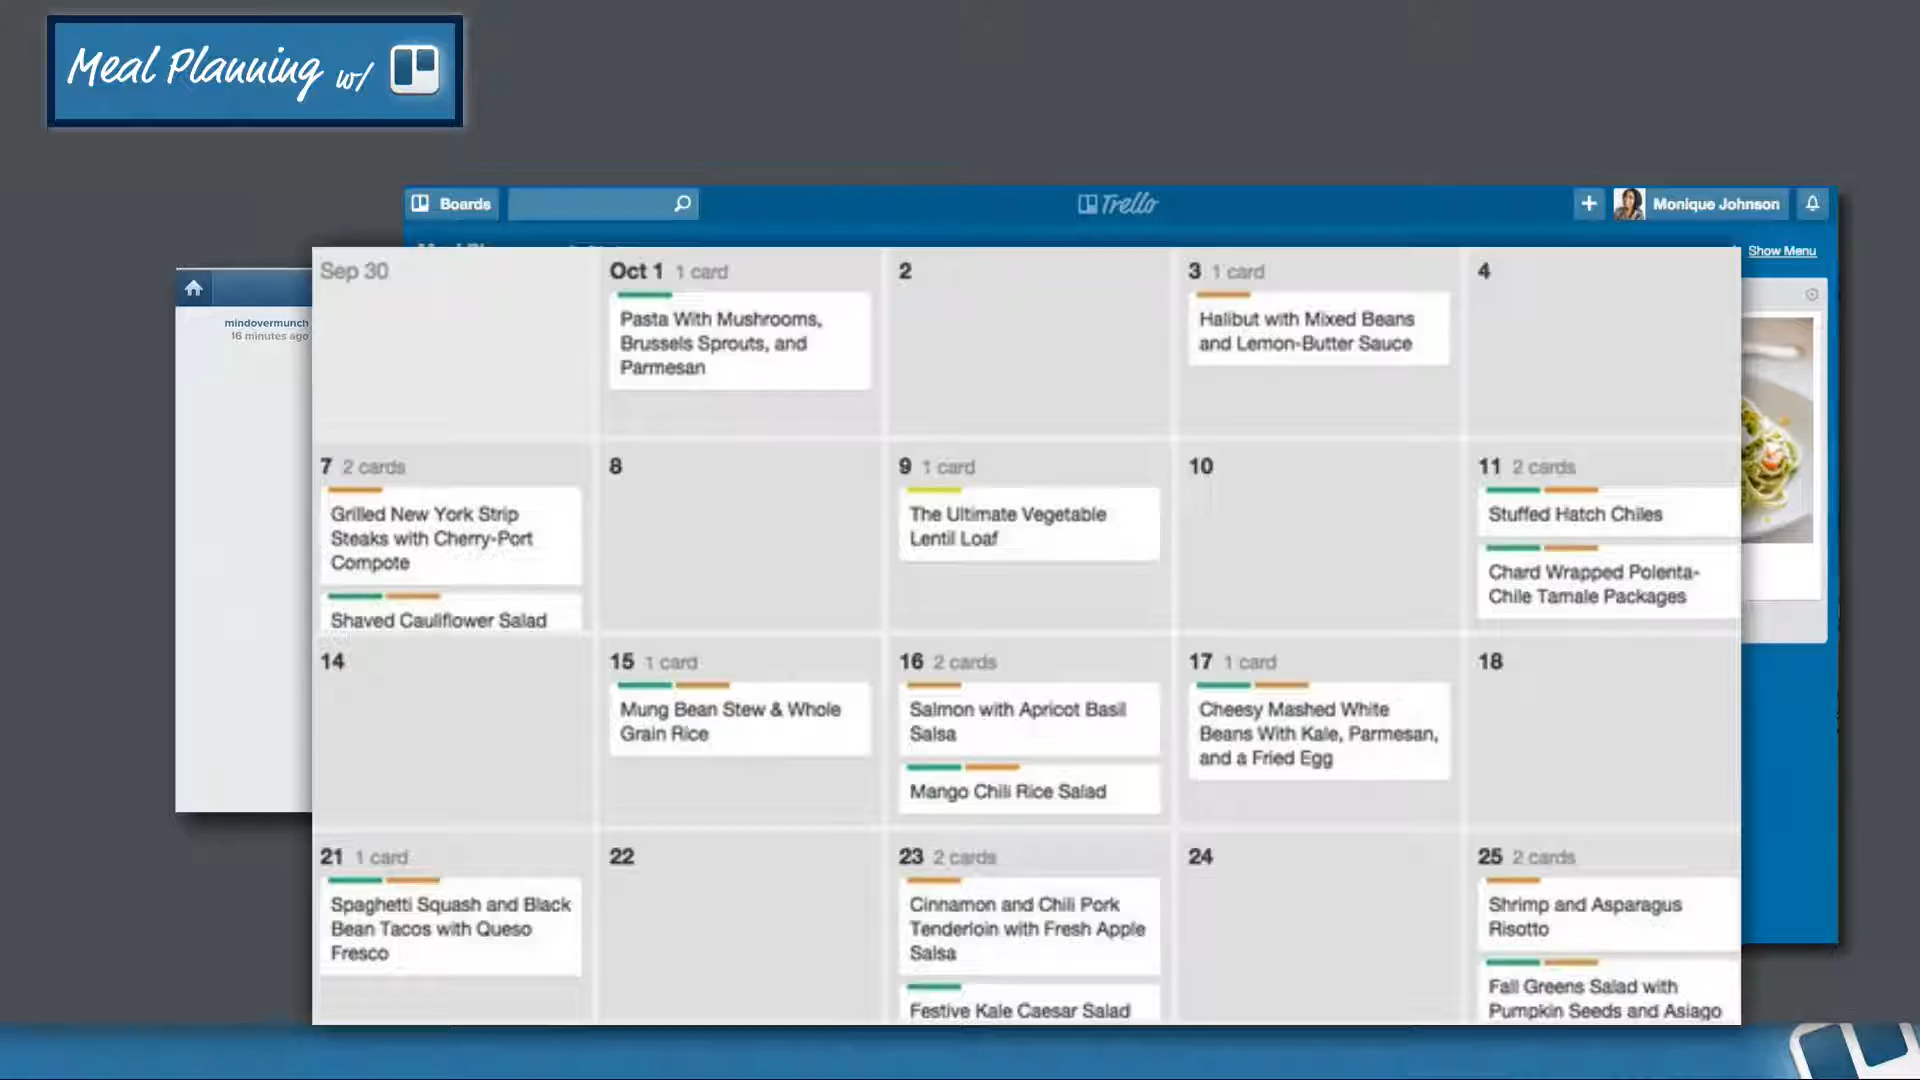 Meal Planning w/
Boards
Trello
Monique Johnson
Show Menu
mindovermunch
16 minutes ago
Sep 30
Oct 1 1 card
Pasta With Mushrooms,
Brussels Sprouts, and
Parmesan
2
3 1 card
Halibut with Mixed Beans
and Lemon-Butter Sauce
4
7 2 cards
Grilled New York Strip
Steaks with Cherry-Port
Compote
Shaved Cauliflower Salad
8
9 1 card
The Ultimate Vegetable
Lentil Loaf
10
11 2 cards
Stuffed Hatch Chiles
Chard Wrapped Polenta-
Chile Tamale Packages
14
15 1 card
Mung Bean Stew & Whole
Grain Rice
16 2 cards
Salmon with Apricot Basil
Salsa
Mango Chili Rice Salad
17 1 card
Cheesy Mashed White
Beans With Kale, Parmesan,
and a Fried Egg
18
21 1 card
Spaghetti Squash and Black
Bean Tacos with Queso
Fresco
22
23 2 cards
Cinnamon and Chili Pork
Tenderloin with Fresh Apple
Salsa
Festive Kale Caesar Salad
24
25 2 cards
Shrimp and Asparagus
Risotto
Fall Greens Salad with
Pumpkin Seeds and Asiago